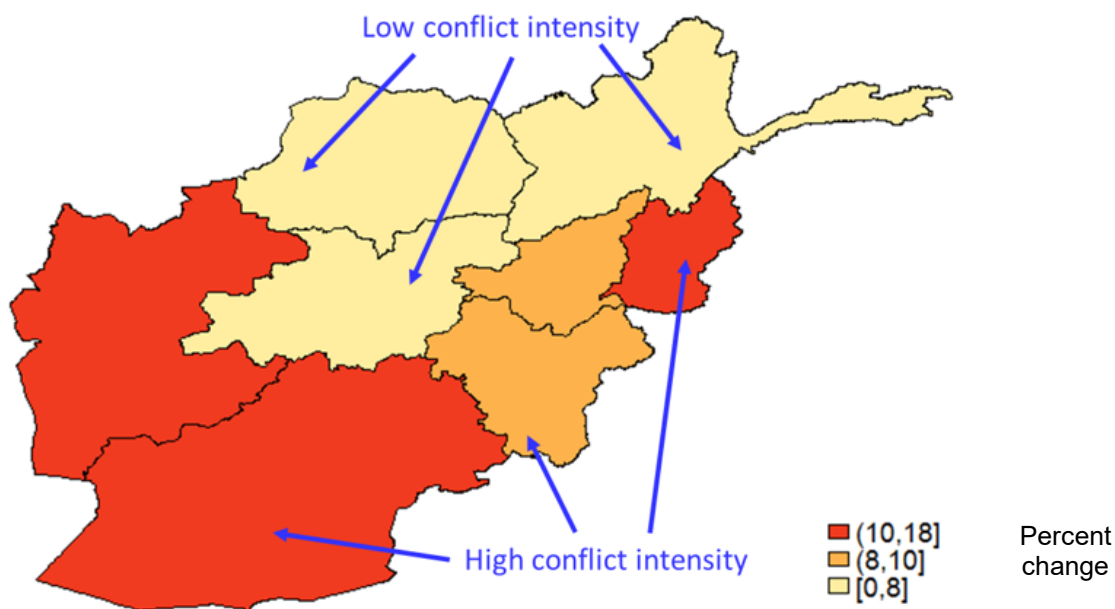 Low conflict intensity
High conflict intensity
(10,18]
(8,10]
[0,8]
Percent
change